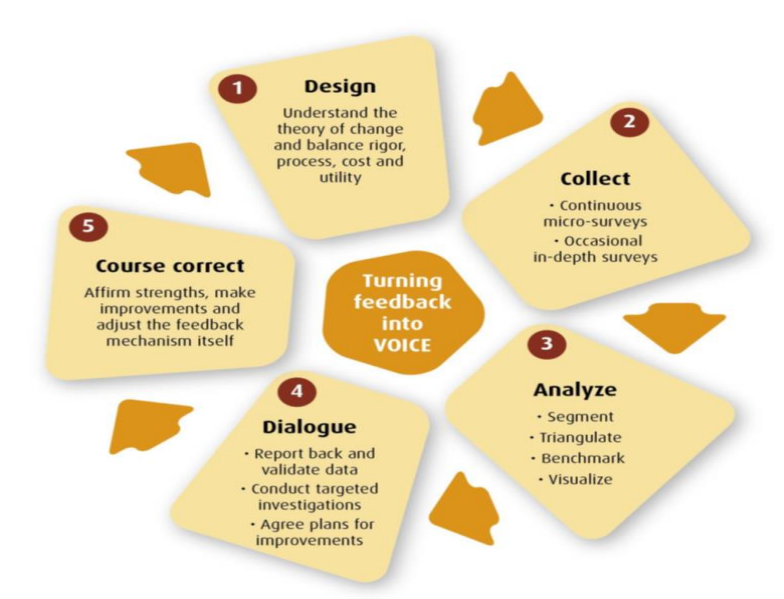 1
Design
Understand the
theory of change
and balance rigor,
process, cost and
utility
2
Collect
• Continuous
micro-surveys
• Occasional
in-depth surveys
3
Analyze
• Segment
• Triangulate
• Benchmark
• Visualize
4
Dialogue
• Report back and
validate data
• Conduct targeted
investigations
• Agree plans for
improvements
5
Course correct
Affirm strengths, make
improvements and
adjust the feedback
mechanism itself
Turning
feedback
into
VOICE